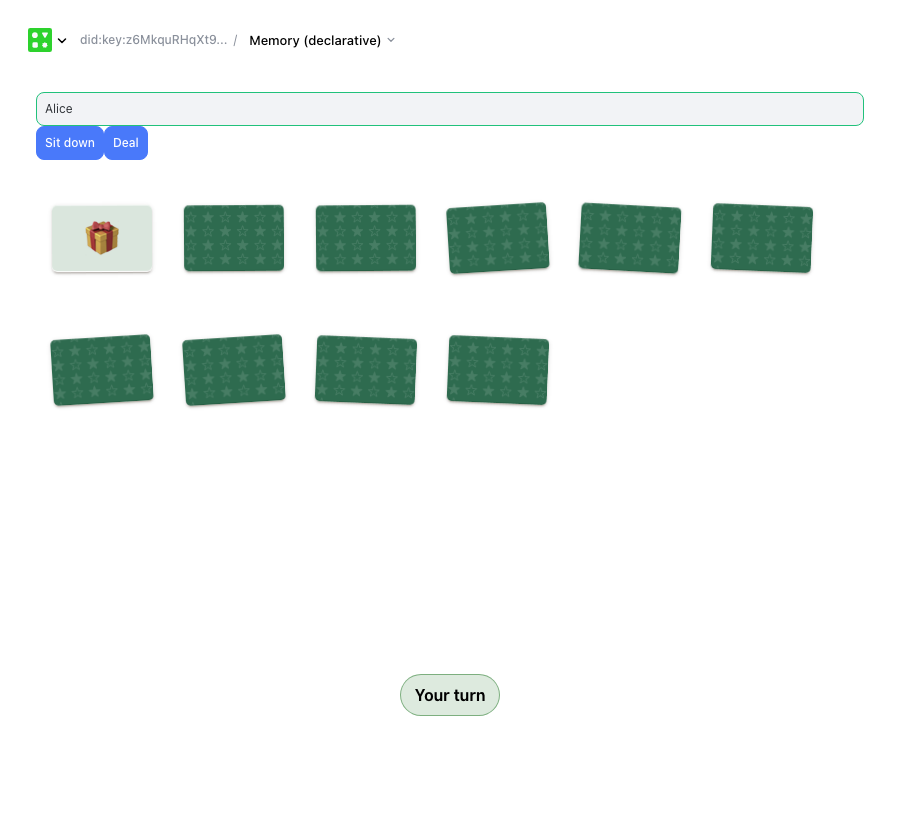 did:key:z6MkquRHqXt9... / Memory (declarative)
Alice
Sit down Deal
Your turn